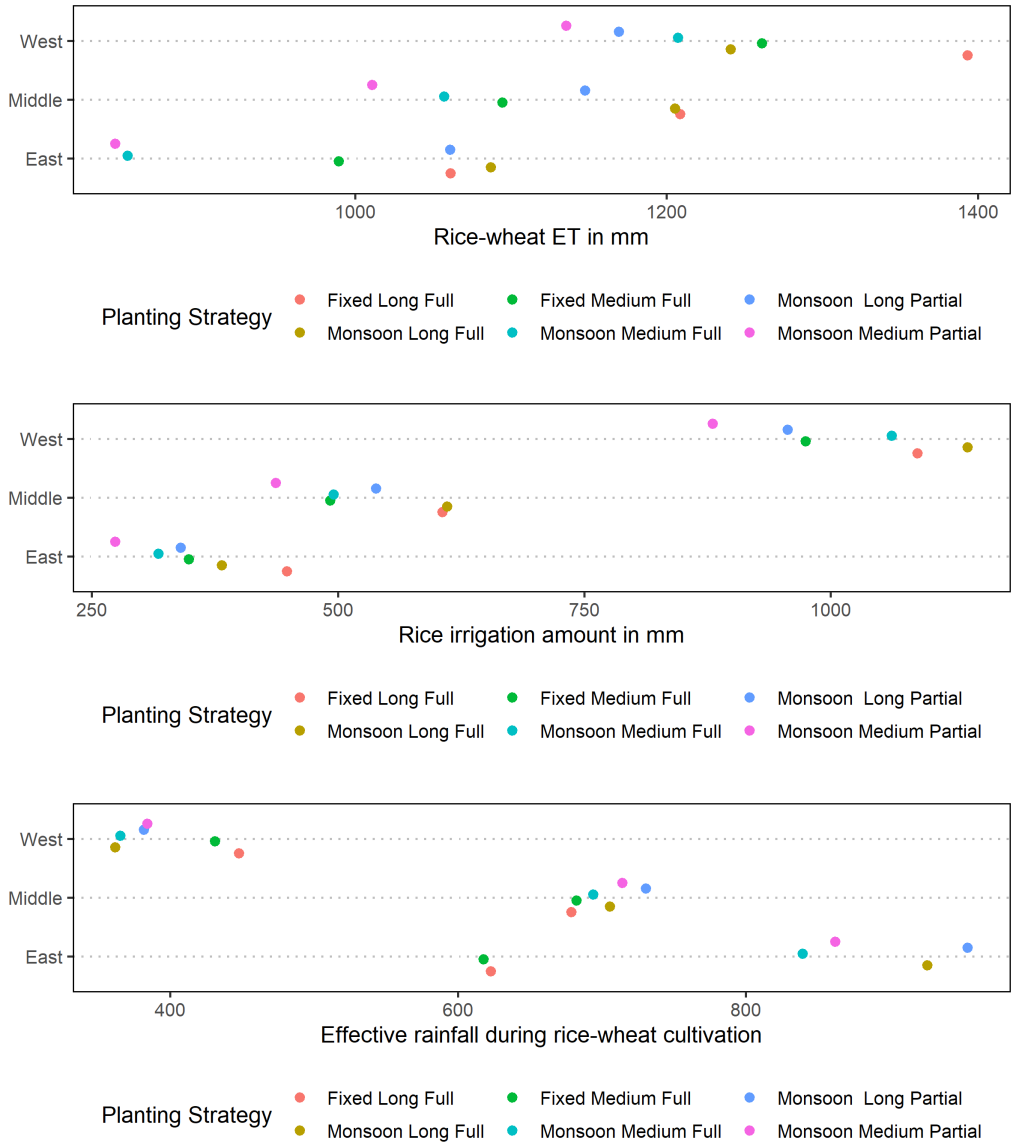 West
Middle
East
1000 1200 1400
Rice-wheat ET in mm
Planting Strategy
Fixed Long Full Fixed Medium Full Monsoon  Long Partial
Monsoon Long Full Monsoon Medium Full Monsoon Medium Partial
West
Middle
East
250 500 750 1000
Rice irrigation amount in mm
Planting Strategy
Fixed Long Full Fixed Medium Full Monsoon  Long Partial
Monsoon Long Full Monsoon Medium Full Monsoon Medium Partial
West
Middle
East
400 600 800
Effective rainfall during rice-wheat cultivation
Planting Strategy
Fixed Long Full Fixed Medium Full Monsoon  Long Partial
Monsoon Long Full Monsoon Medium Full Monsoon Medium Partial